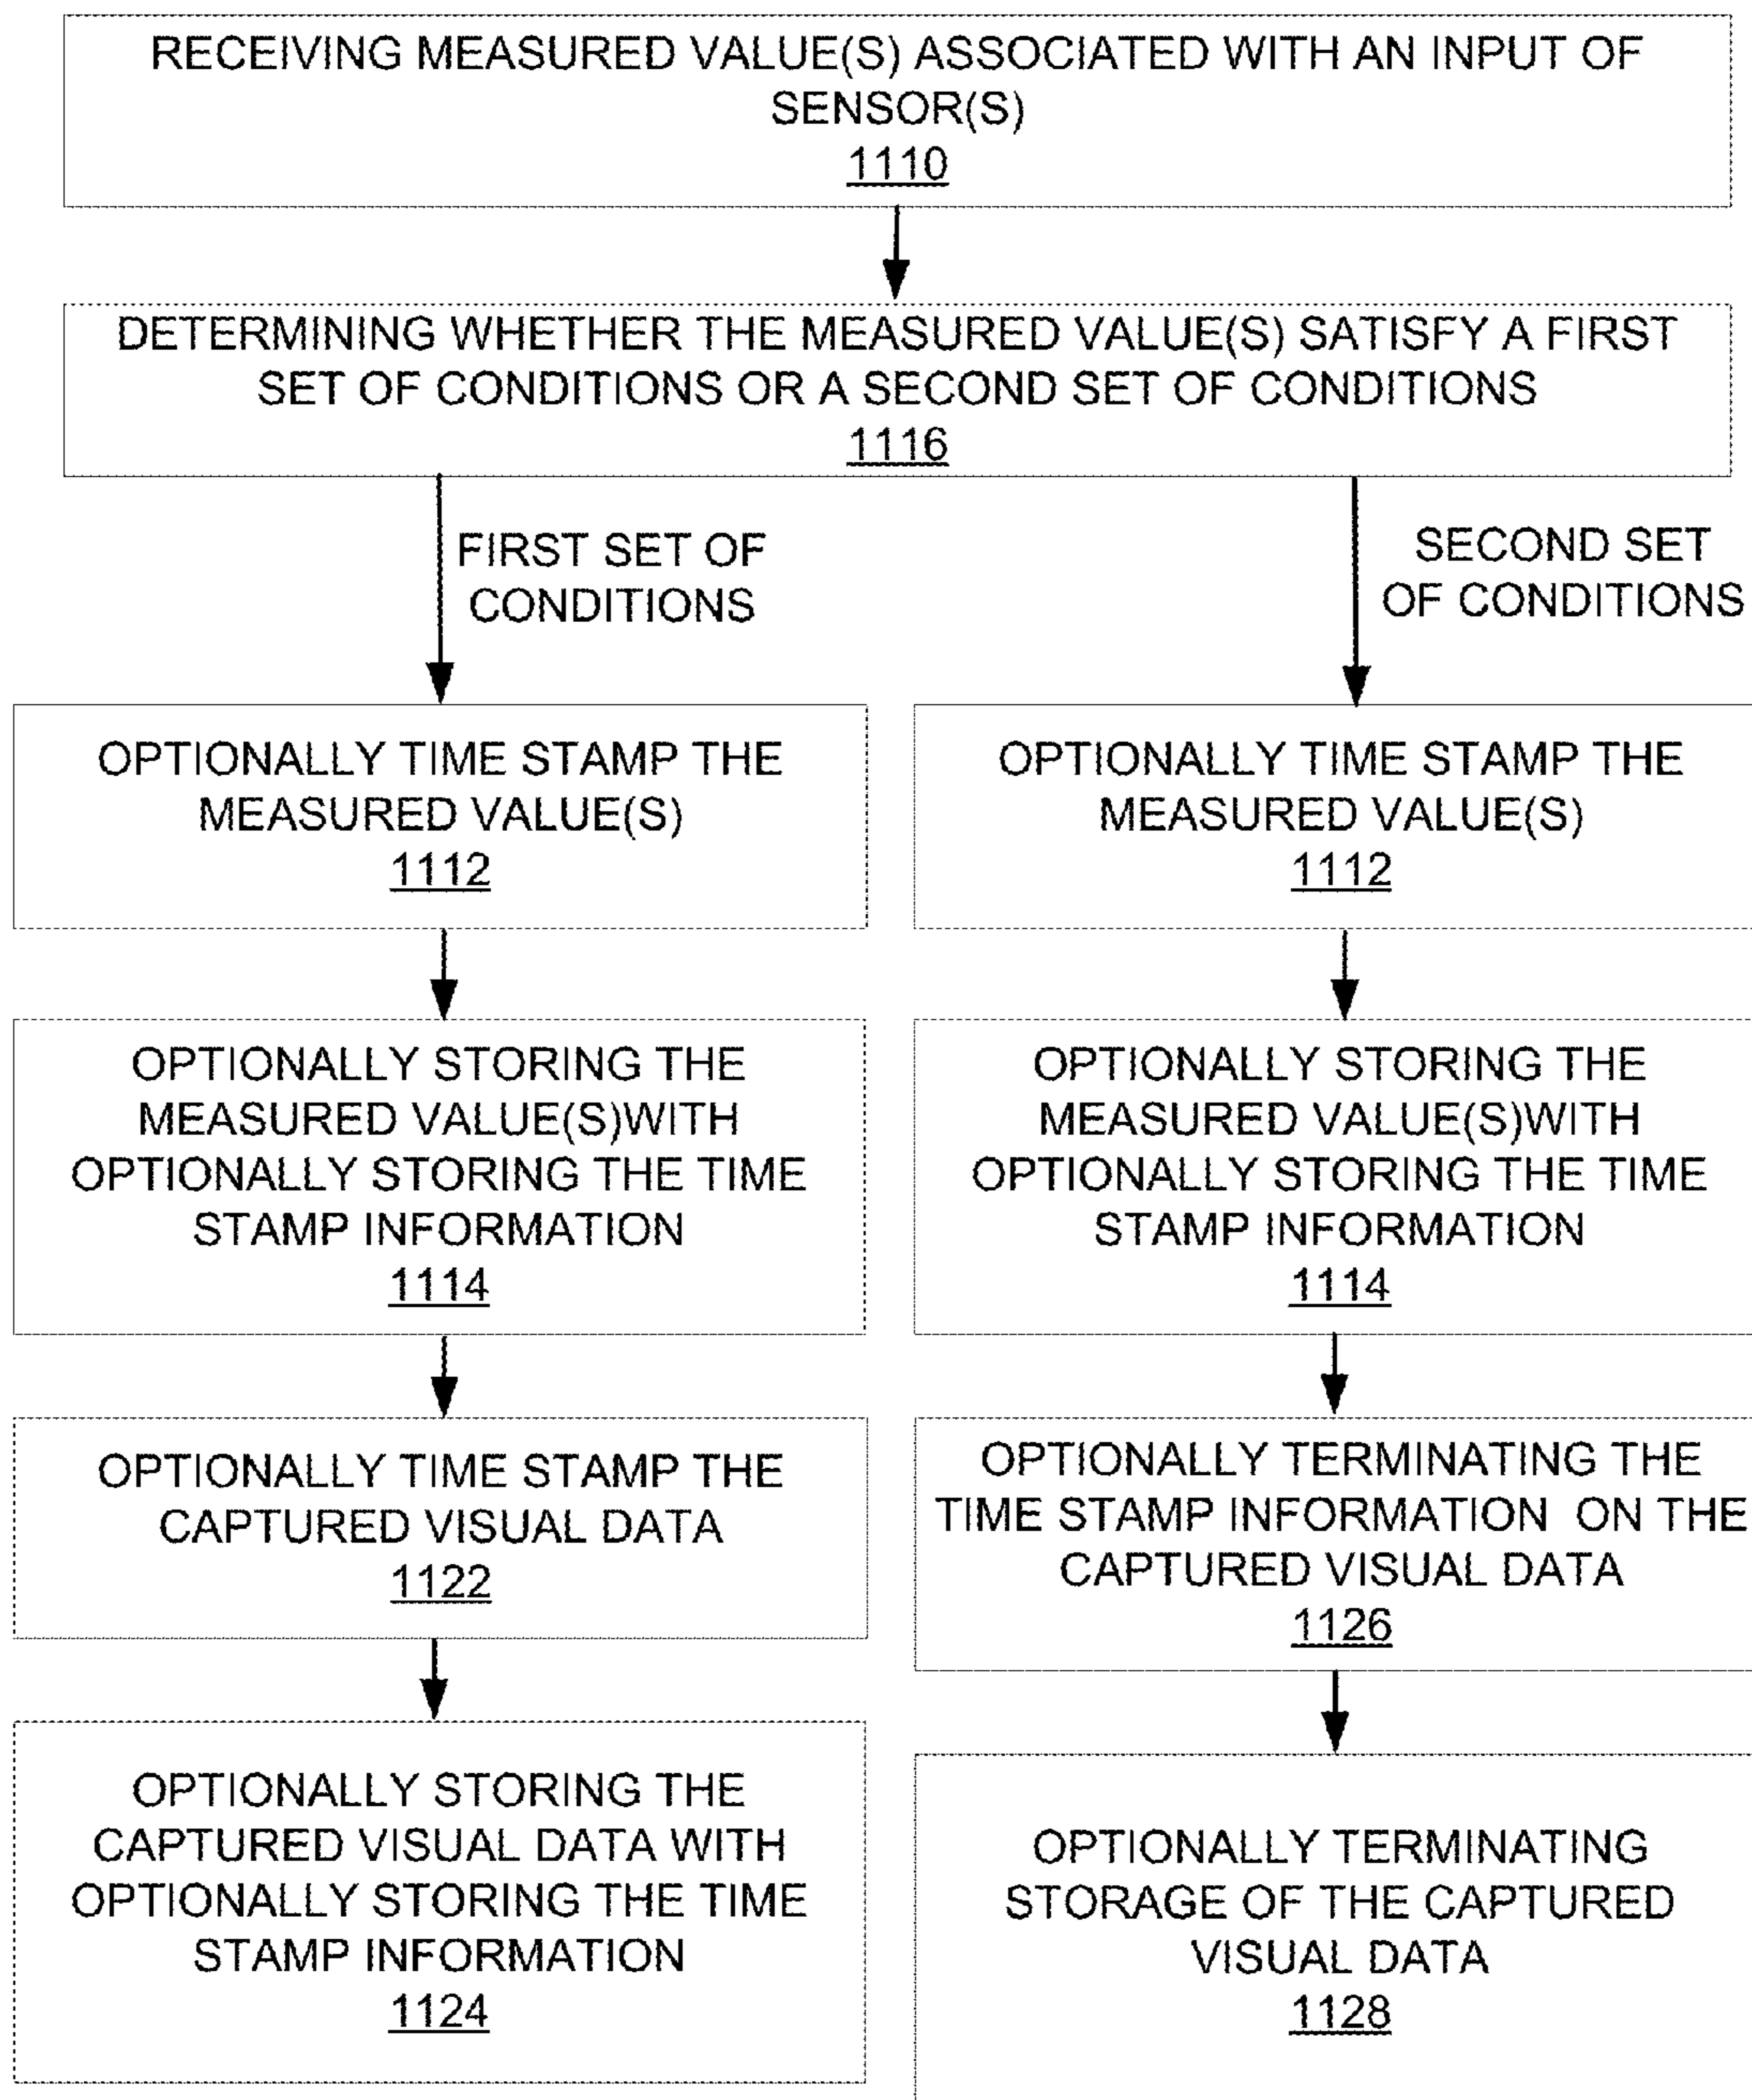 RECEIVING MEASURED VALUE(S) ASSOCIATED WITH AN INPUT OF
SENSOR(S)
1110
DETERMINING WHETHER THE MEASURED VALUE(S) SATISFY A FIRST
SET OF CONDITIONS OR A SECOND SET OF CONDITIONS
1116
FIRST SET OF
CONDITIONS
SECOND SET
OF CONDITIONS
OPTIONALLY TIME STAMP THE
MEASURED VALUE(S)
1112
OPTIONALLY TIME STAMP THE
MEASURED VALUE(S)
1112
OPTIONALLY STORING THE
MEASURED VALUE(S)WITH
OPTIONALLY STORING THE TIME
STAMP INFORMATION
1114
OPTIONALLY STORING THE
MEASURED VALUE(S)WITH
OPTIONALLY STORING THE TIME
STAMP INFORMATION
1114
OPTIONALLY TIME STAMP THE
CAPTURED VISUAL DATA
1122
OPTIONALLY TERMINATING THE
TIME STAMP INFORMATION ON THE
CAPTURED VISUAL DATA
1126
OPTIONALLY STORING THE
CAPTURED VISUAL DATA WITH
OPTIONALLY STORING THE TIME
STAMP INFORMATION
1124
OPTIONALLY TERMINATING
STORAGE OF THE CAPTURED
VISUAL DATA
1128